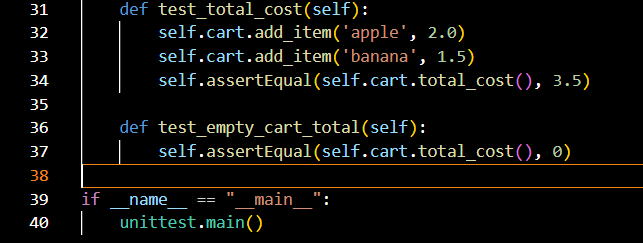 31 def test_total_cost(self):
32 self.cart.add_item('apple', 2.0)
33 self.cart.add_item('banana', 1.5)
34 self.assertEqual(self.cart.total_cost(), 3.5)
35
36 def test_empty_cart_total(self):
37 self.assertEqual(self.cart.total_cost(), 0)
38
39 if __name__ == "__main__":
40 unittest.main()